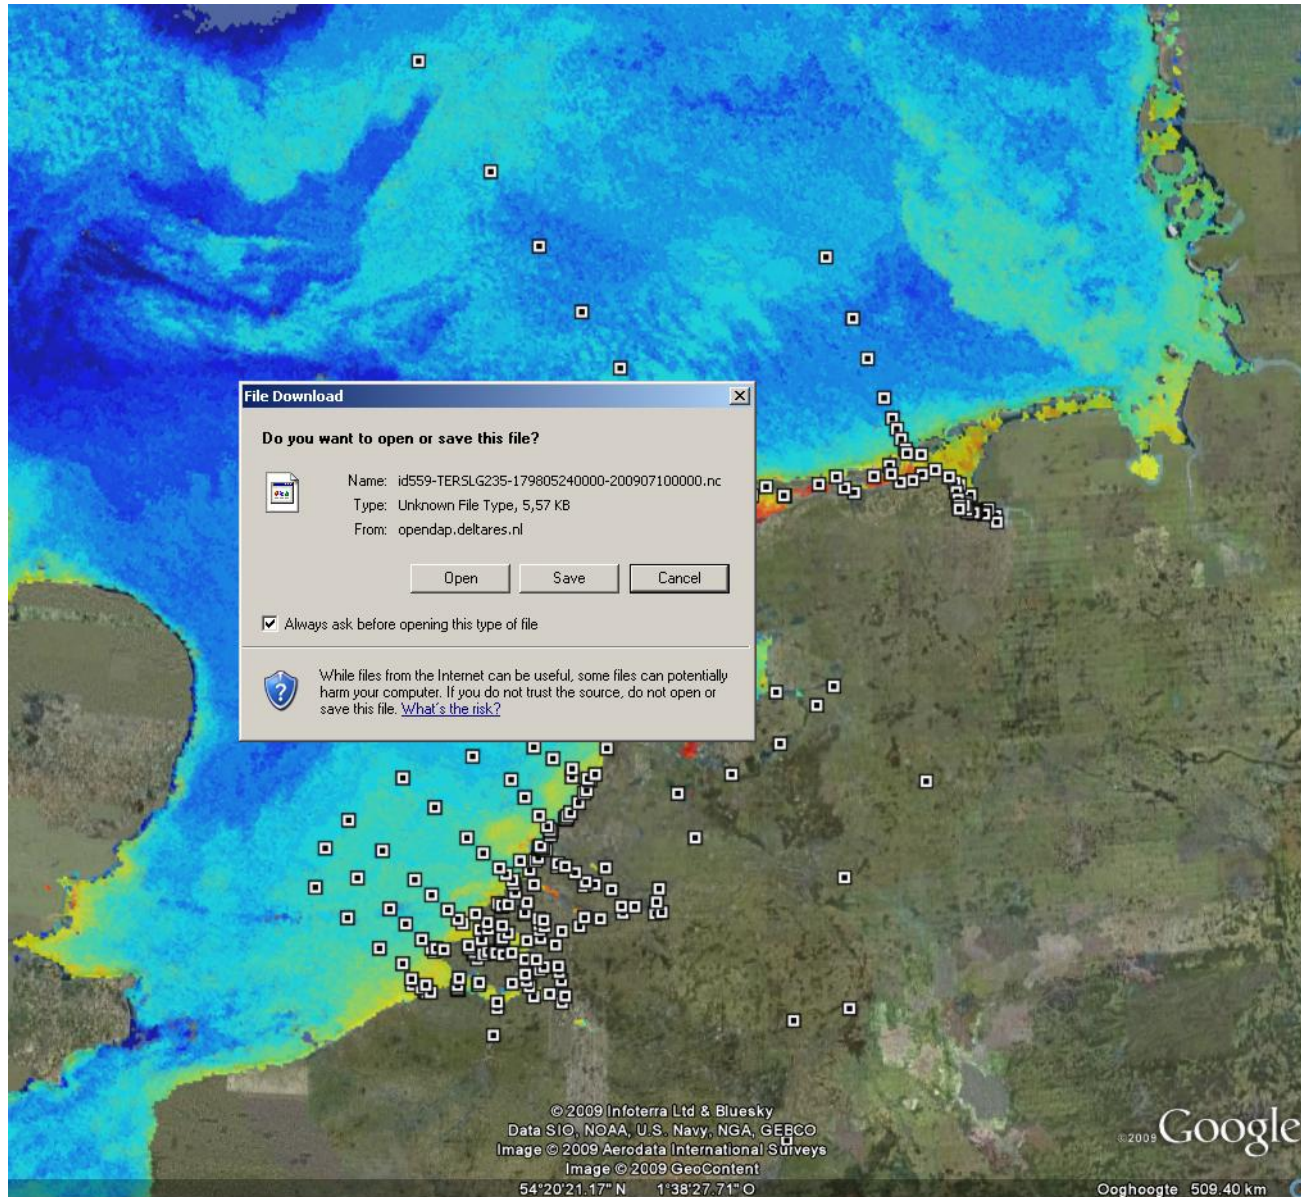 File Download
Do you want to open or save this file?
Name: id559-TERSLG235-179805240000-200907100000.nc
Type: Unknown File Type, 5,57 KB
From: opendap.deltares.nl
Open Save Cancel
Always ask before opening this type of file
While files from the Internet can be useful, some files can potentially
harm your computer. If you do not trust the source, do not open or
save this file. What's the risk?
© 2009 Infoterra Ltd & Bluesky
Data SIO, NOAA, U.S. Navy, NGA, GEBCO
Image © 2009 Aerodata International Surveys
Image © 2009 GeoContent
©2009 Google
54°20'21.17" N 1°38'27.71" O
Ooghoogte 509.40 km